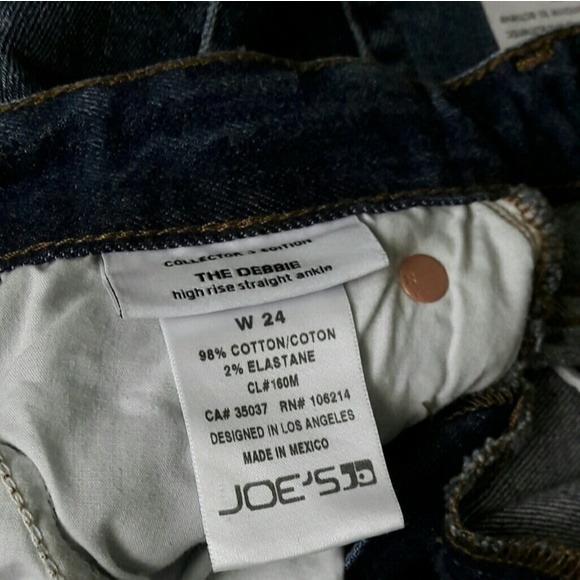 COLLECTOR'S EDITION
THE DEBBIE
high rise straight ankle
W 24
98% COTTON/COTON
2% ELASTANE
CL#160M
CA# 35037 RN# 106214
DESIGNED IN LOS ANGELES
MADE IN MEXICO
JOE'S